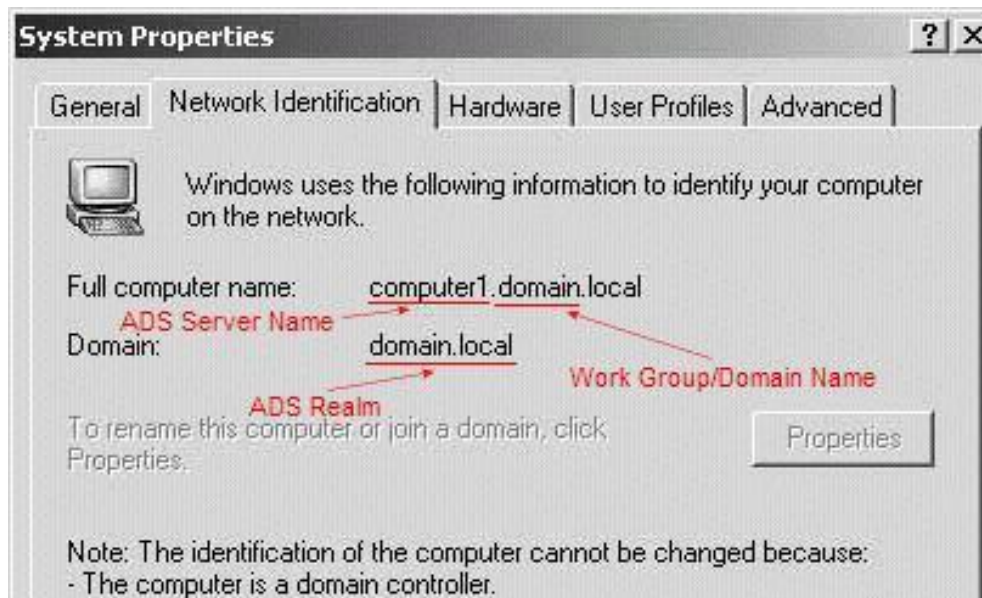 System Properties
? X
General Network Identification Hardware User Profiles Advanced
Windows uses the following information to identify your computer
on the network.
Full computer name: computer1.domain.local
ADS Server Name
Domain: domain.local
Work Group/Domain Name
ADS Realm
To rename this computer or join a domain, click
Properties.
Properties
Note: The identification of the computer cannot be changed because:
- The computer is a domain controller.